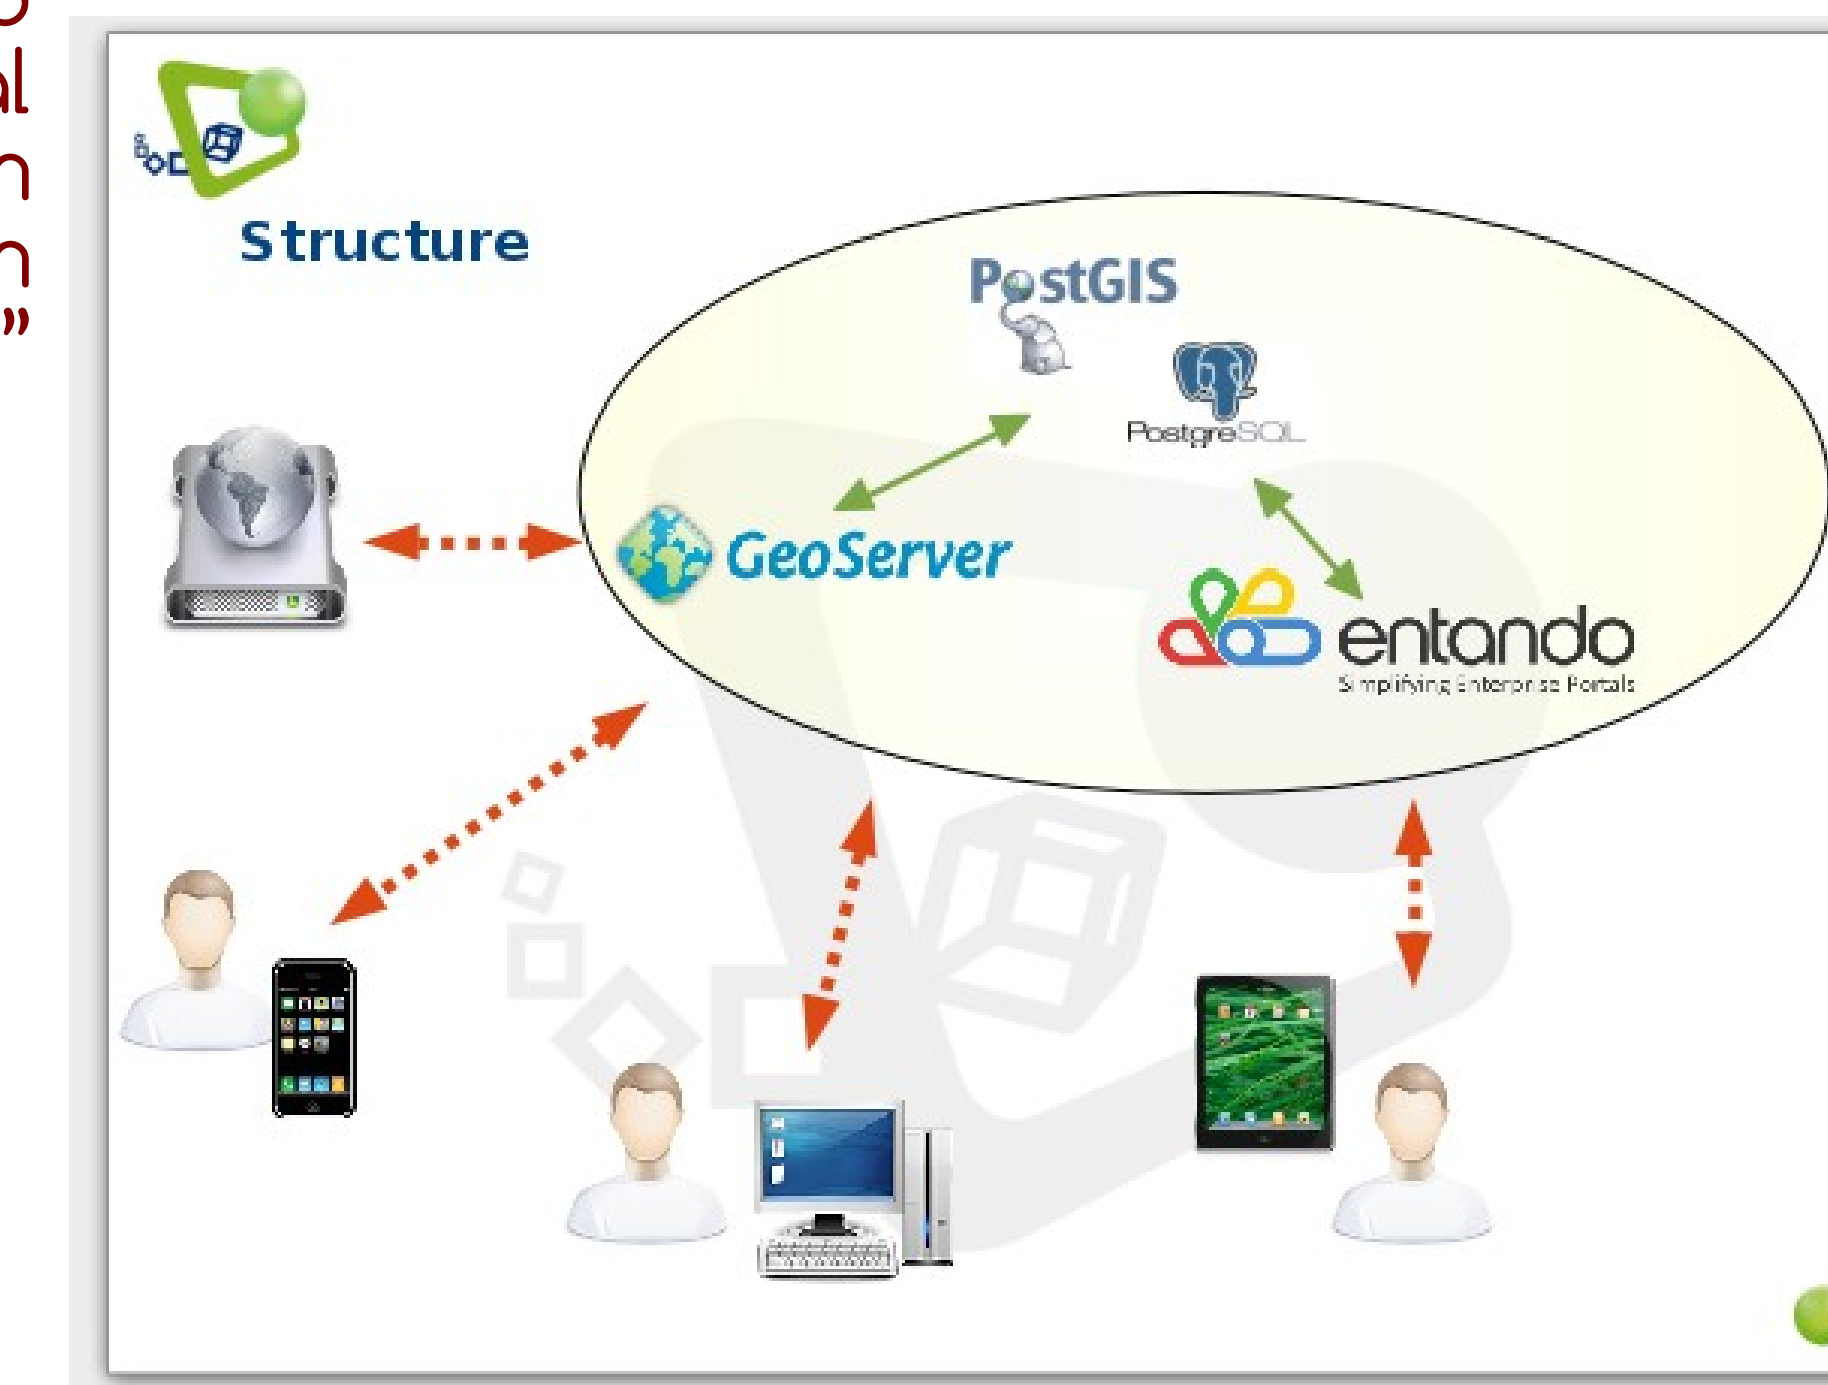 Structure
PostGIS
PostgreSQL
GeoServer
entando
Simplifying Enterprise Portals